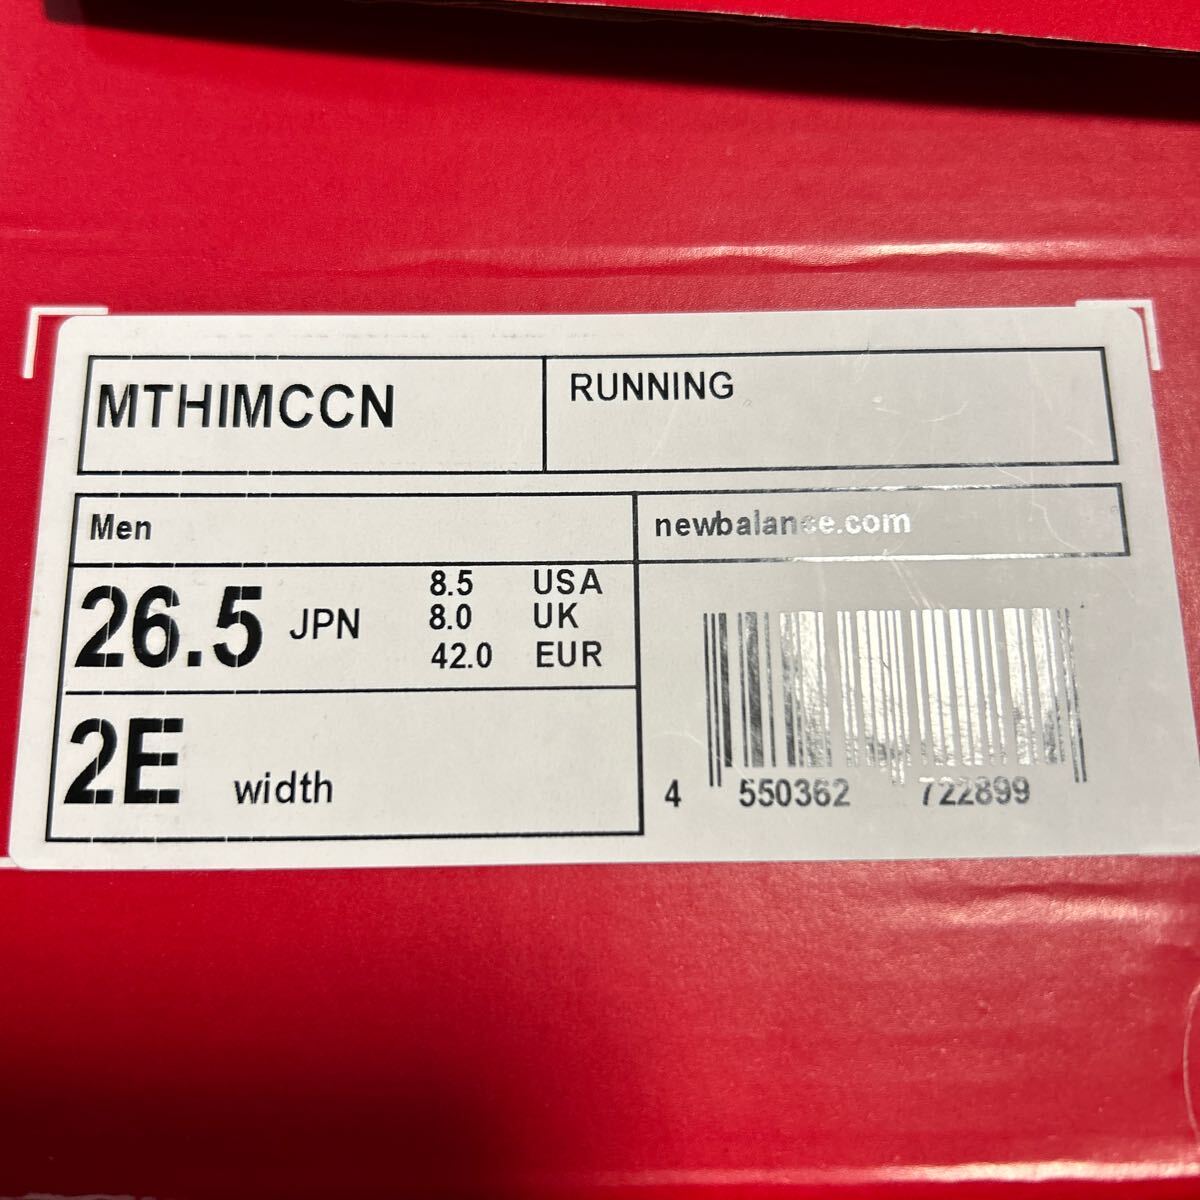 MTHIMCCN
RUNNING
Men
newbalance.com
26.5 JPN
8.5 USA
8.0 UK
42.0 EUR
2E width
4 550362 722899